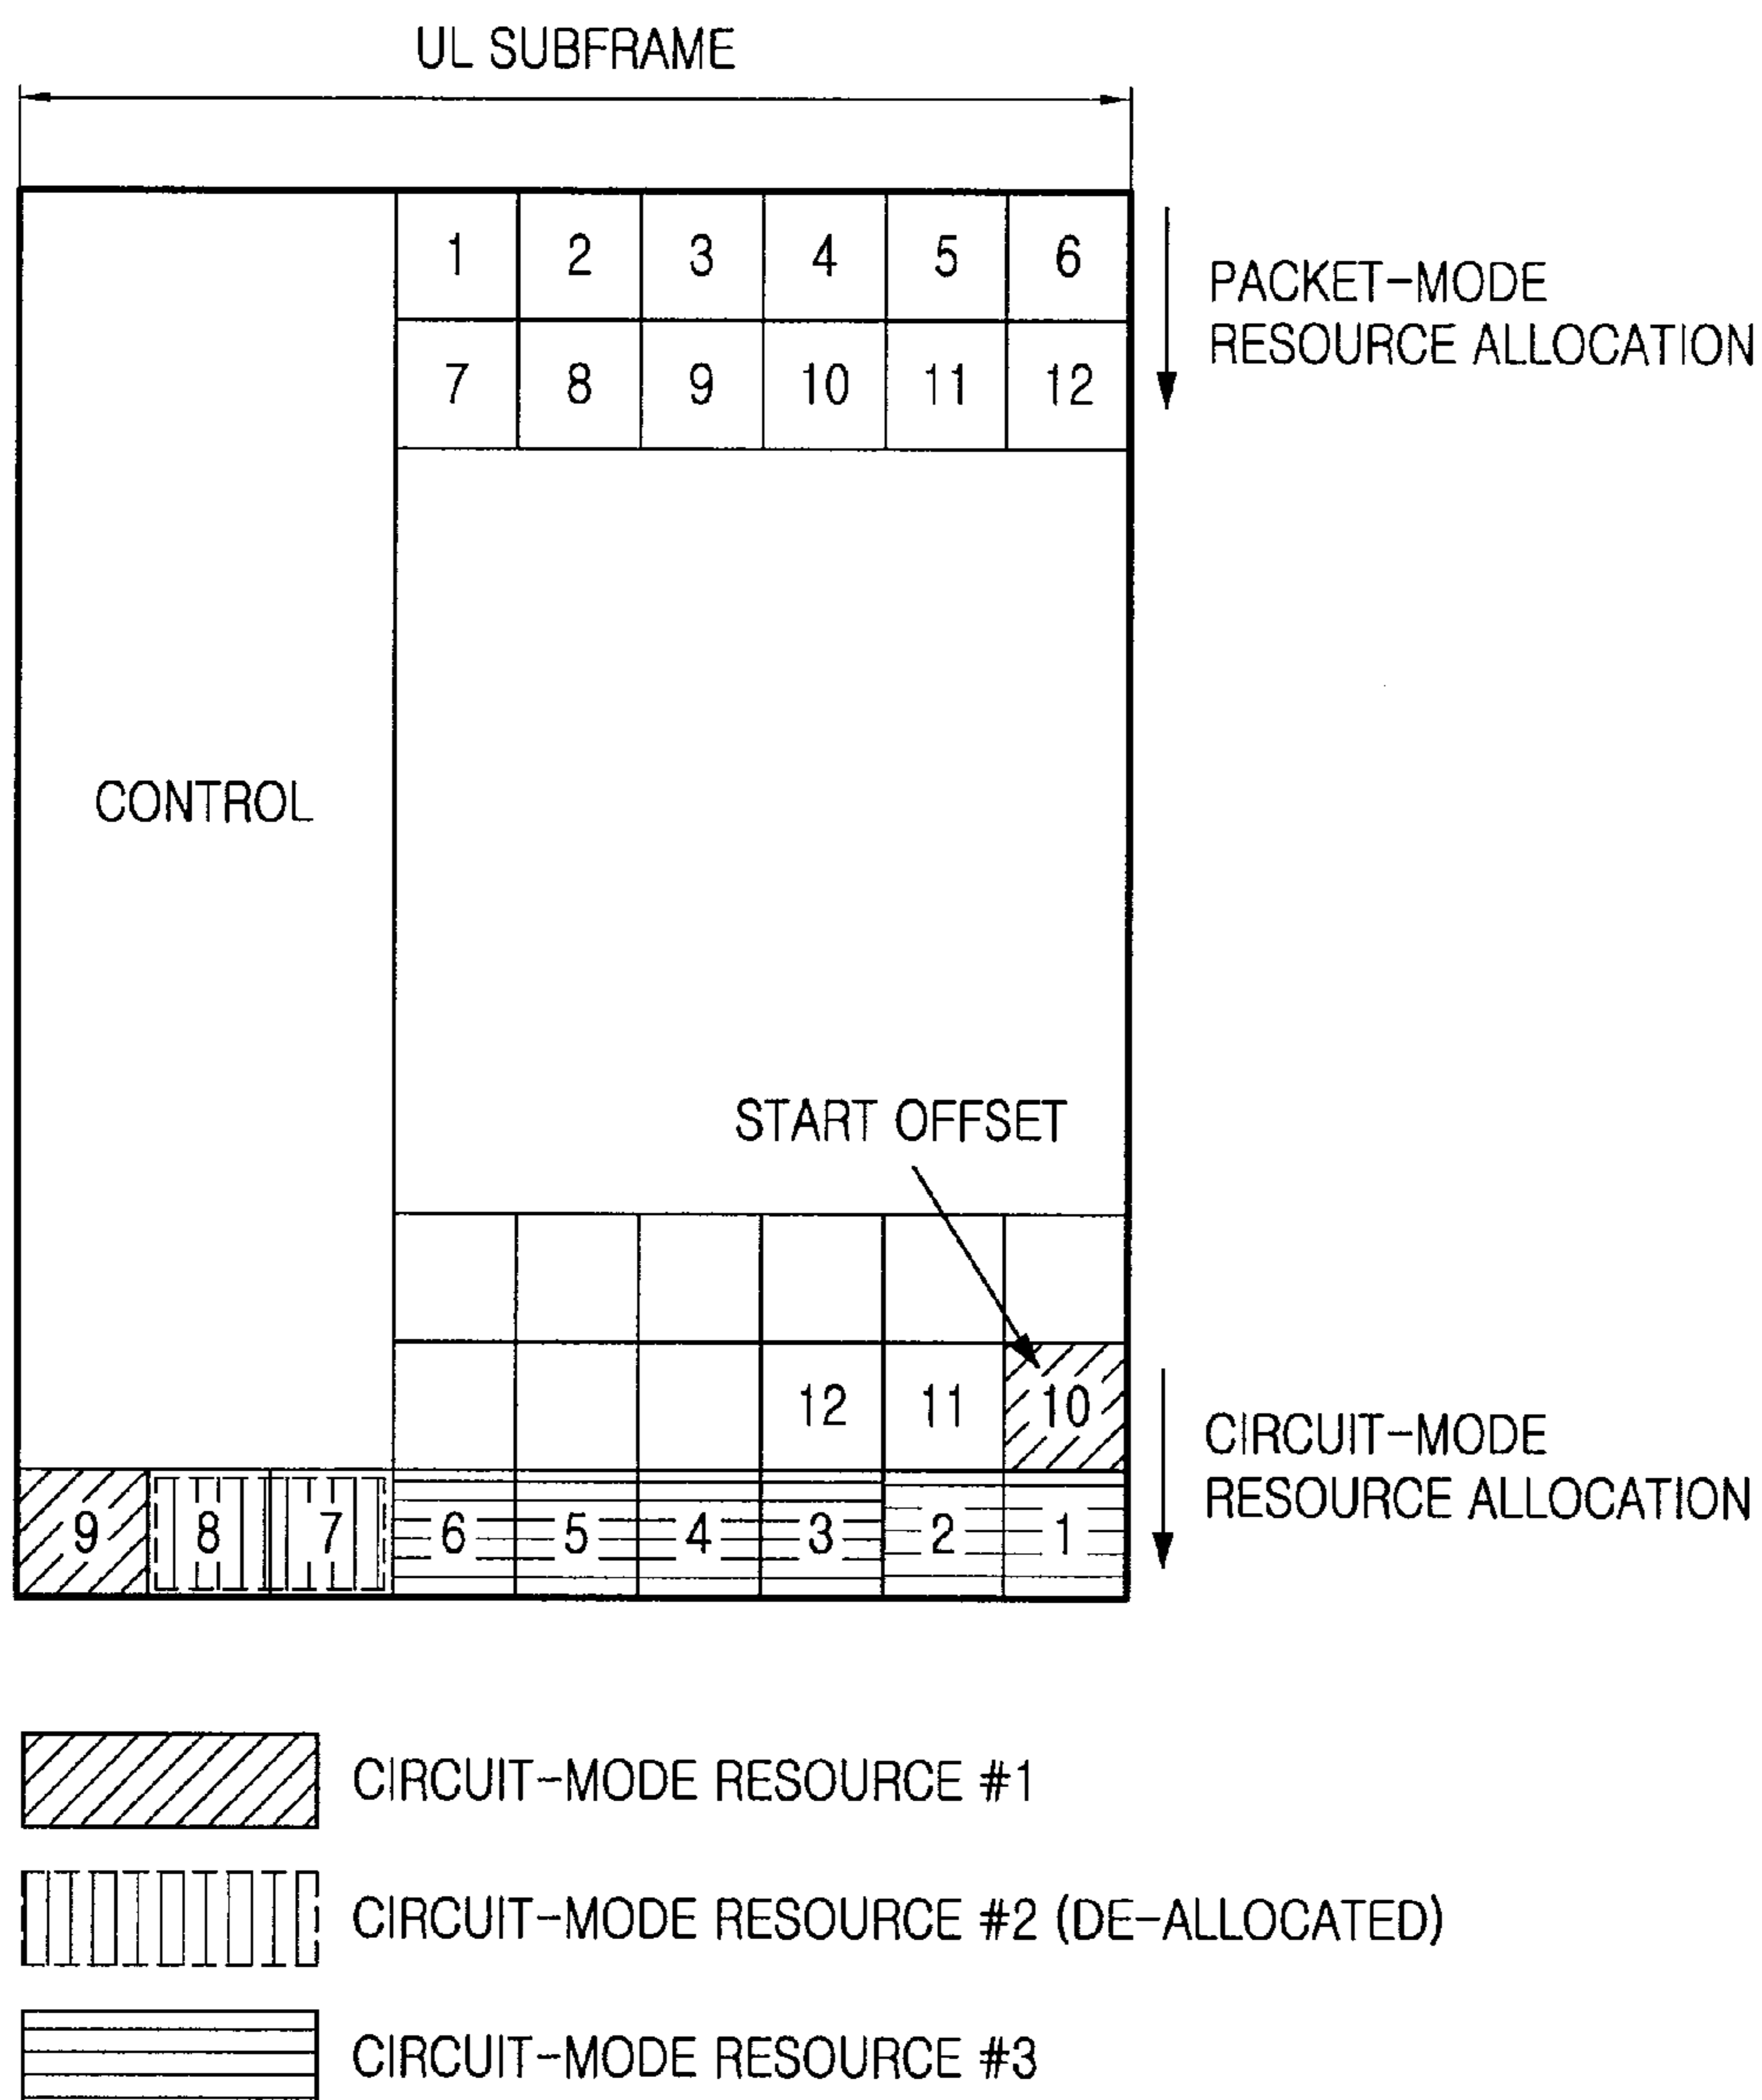 UL SUBFRAME
1 2 3 4 5 6
PACKET-MODE
RESOURCE ALLOCATION
7 8 9 10 11 12
CONTROL
START OFFSET
12 11 10
CIRCUIT-MODE
RESOURCE ALLOCATION
9 8 7 6 5 4 3 2 1
CIRCUIT-MODE RESOURCE #1
CIRCUIT-MODE RESOURCE #2 (DE-ALLOCATED)
CIRCUIT-MODE RESOURCE #3